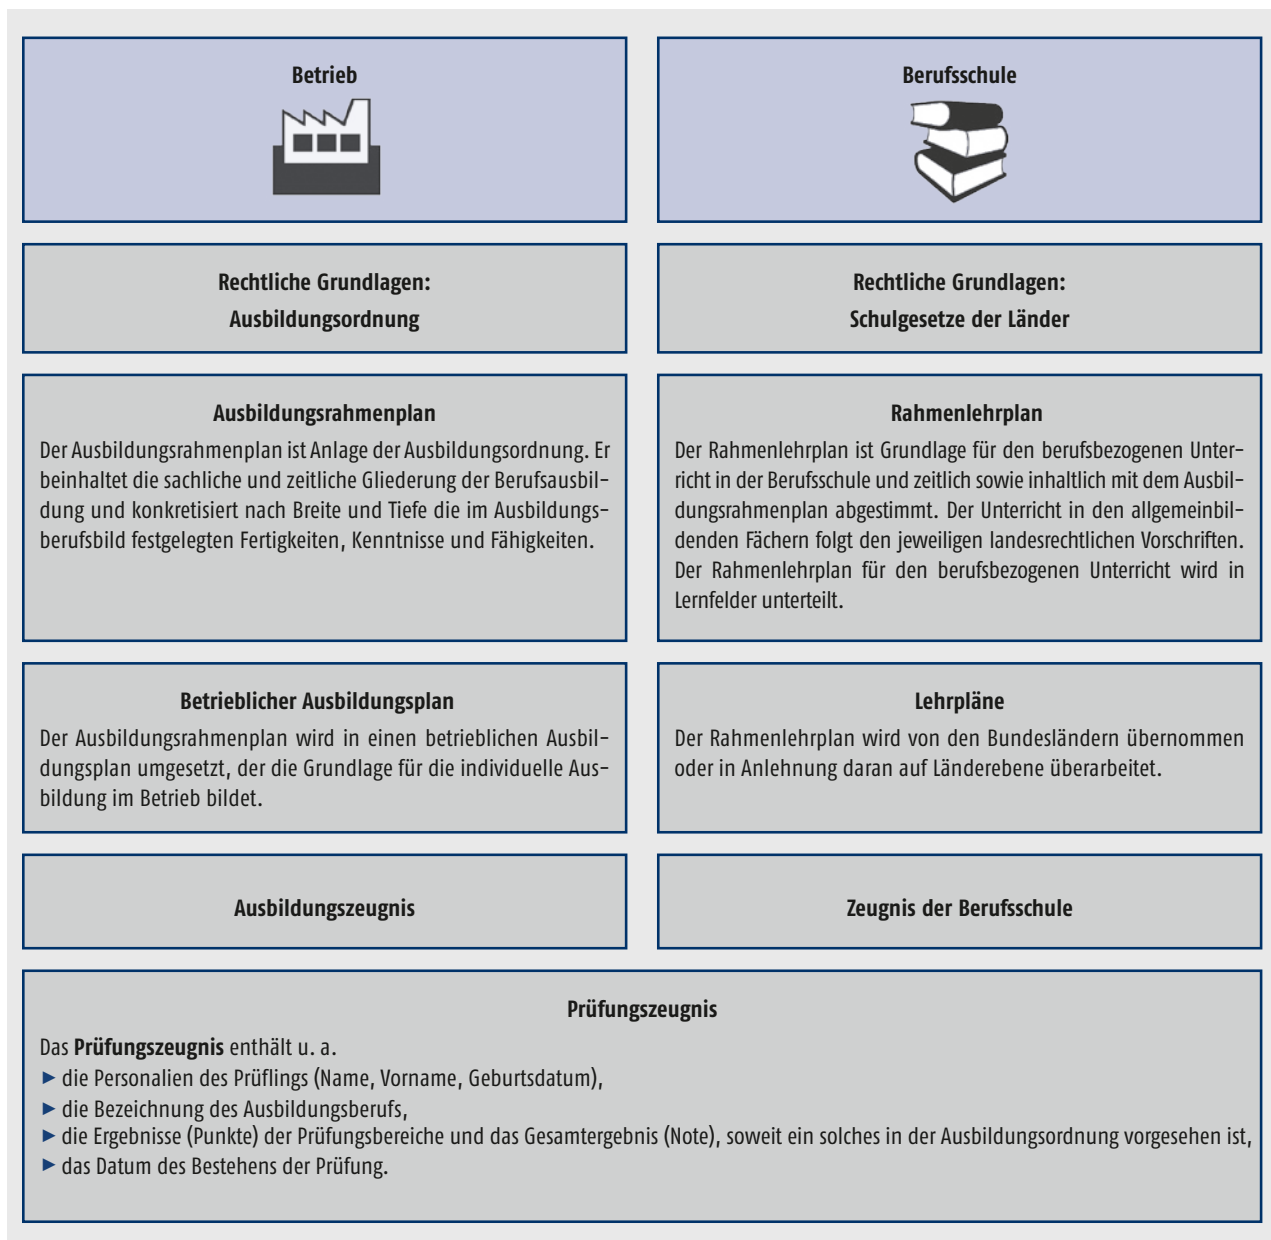 Betrieb
Berufsschule
Rechtliche Grundlagen:
Ausbildungsordnung
Rechtliche Grundlagen:
Schulgesetze der Länder
Ausbildungsrahmenplan
Der Ausbildungsrahmenplan ist Anlage der Ausbildungsordnung. Er
beinhaltet die sachliche und zeitliche Gliederung der Berufsausbil-
dung und konkretisiert nach Breite und Tiefe die im Ausbildungs-
berufsbild festgelegten Fertigkeiten, Kenntnisse und Fähigkeiten.
Rahmenlehrplan
Der Rahmenlehrplan ist Grundlage für den berufsbezogenen Unter-
richt in der Berufsschule und zeitlich sowie inhaltlich mit dem Ausbil-
dungsrahmenplan abgestimmt. Der Unterricht in den allgemeinbil-
denden Fächern folgt den jeweiligen landesrechtlichen Vorschriften.
Der Rahmenlehrplan für den berufsbezogenen Unterricht wird in
Lernfelder unterteilt.
Betrieblicher Ausbildungsplan
Der Ausbildungsrahmenplan wird in einen betrieblichen Ausbil-
dungsplan umgesetzt, der die Grundlage für die individuelle Aus-
bildung im Betrieb bildet.
Lehrpläne
Der Rahmenlehrplan wird von den Bundesländern übernommen
oder in Anlehnung daran auf Länderebene überarbeitet.
Ausbildungszeugnis
Zeugnis der Berufsschule
Prüfungszeugnis
Das Prüfungszeugnis enthält u. a.
► die Personalien des Prüflings (Name, Vorname, Geburtsdatum),
► die Bezeichnung des Ausbildungsberufs,
► die Ergebnisse (Punkte) der Prüfungsbereiche und das Gesamtergebnis (Note), soweit ein solches in der Ausbildungsordnung vorgesehen ist,
► das Datum des Bestehens der Prüfung.